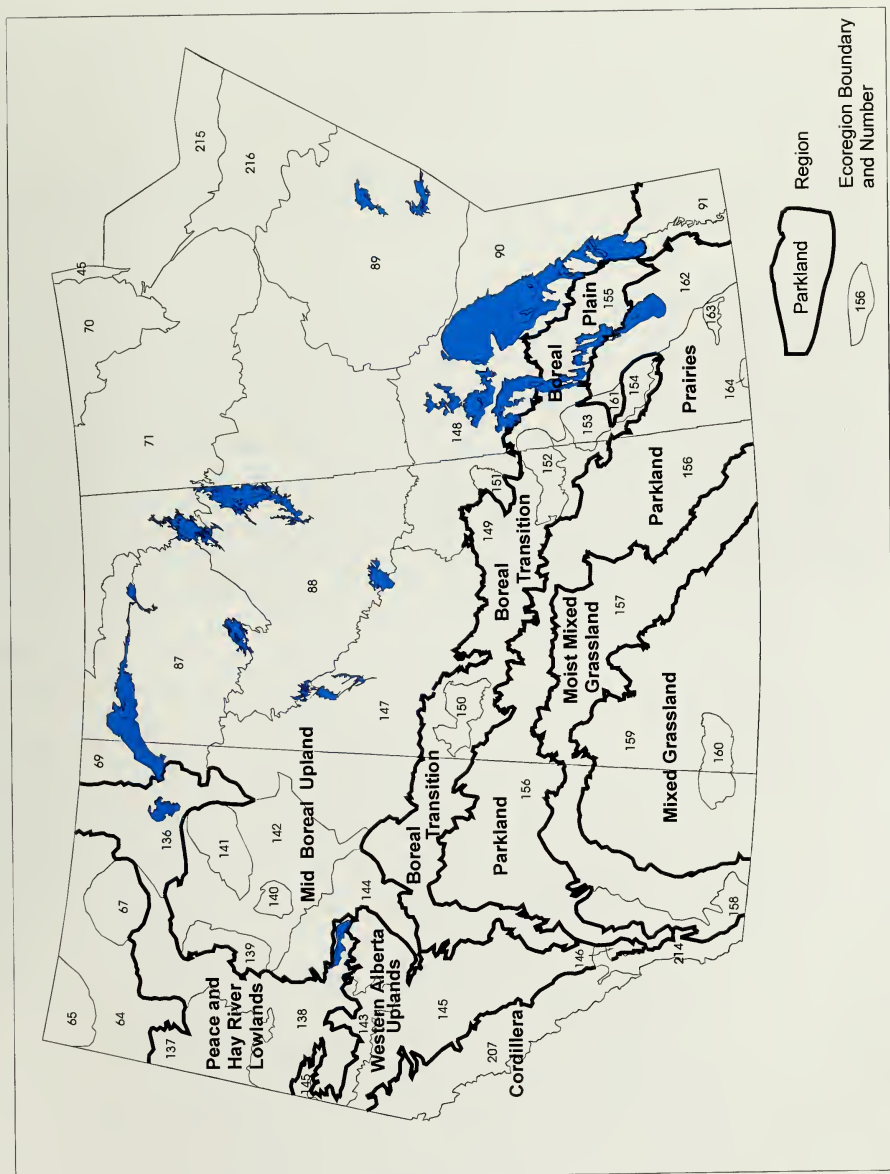 215
216
45
70
71
89
90
91
148
155
Boreal
Plain
162
163
161
154
153
152
151
164
Prairies
149
Boreal
Transition
Parkland
156
88
87
69
147
150
Moist Mixed
Grassland
157
159
Mixed Grassland
160
136
141
142
140
Mid Boreal Upland
139
144
Boreal
Transition
Parkland
156
67
65
64
137
Peace and
Hay River
Lowlands
138
145
143
Western Alberta
Uplands
145
146
214
158
207
Cordillera
Parkland
Region
156
Ecoregion Boundary
and Number